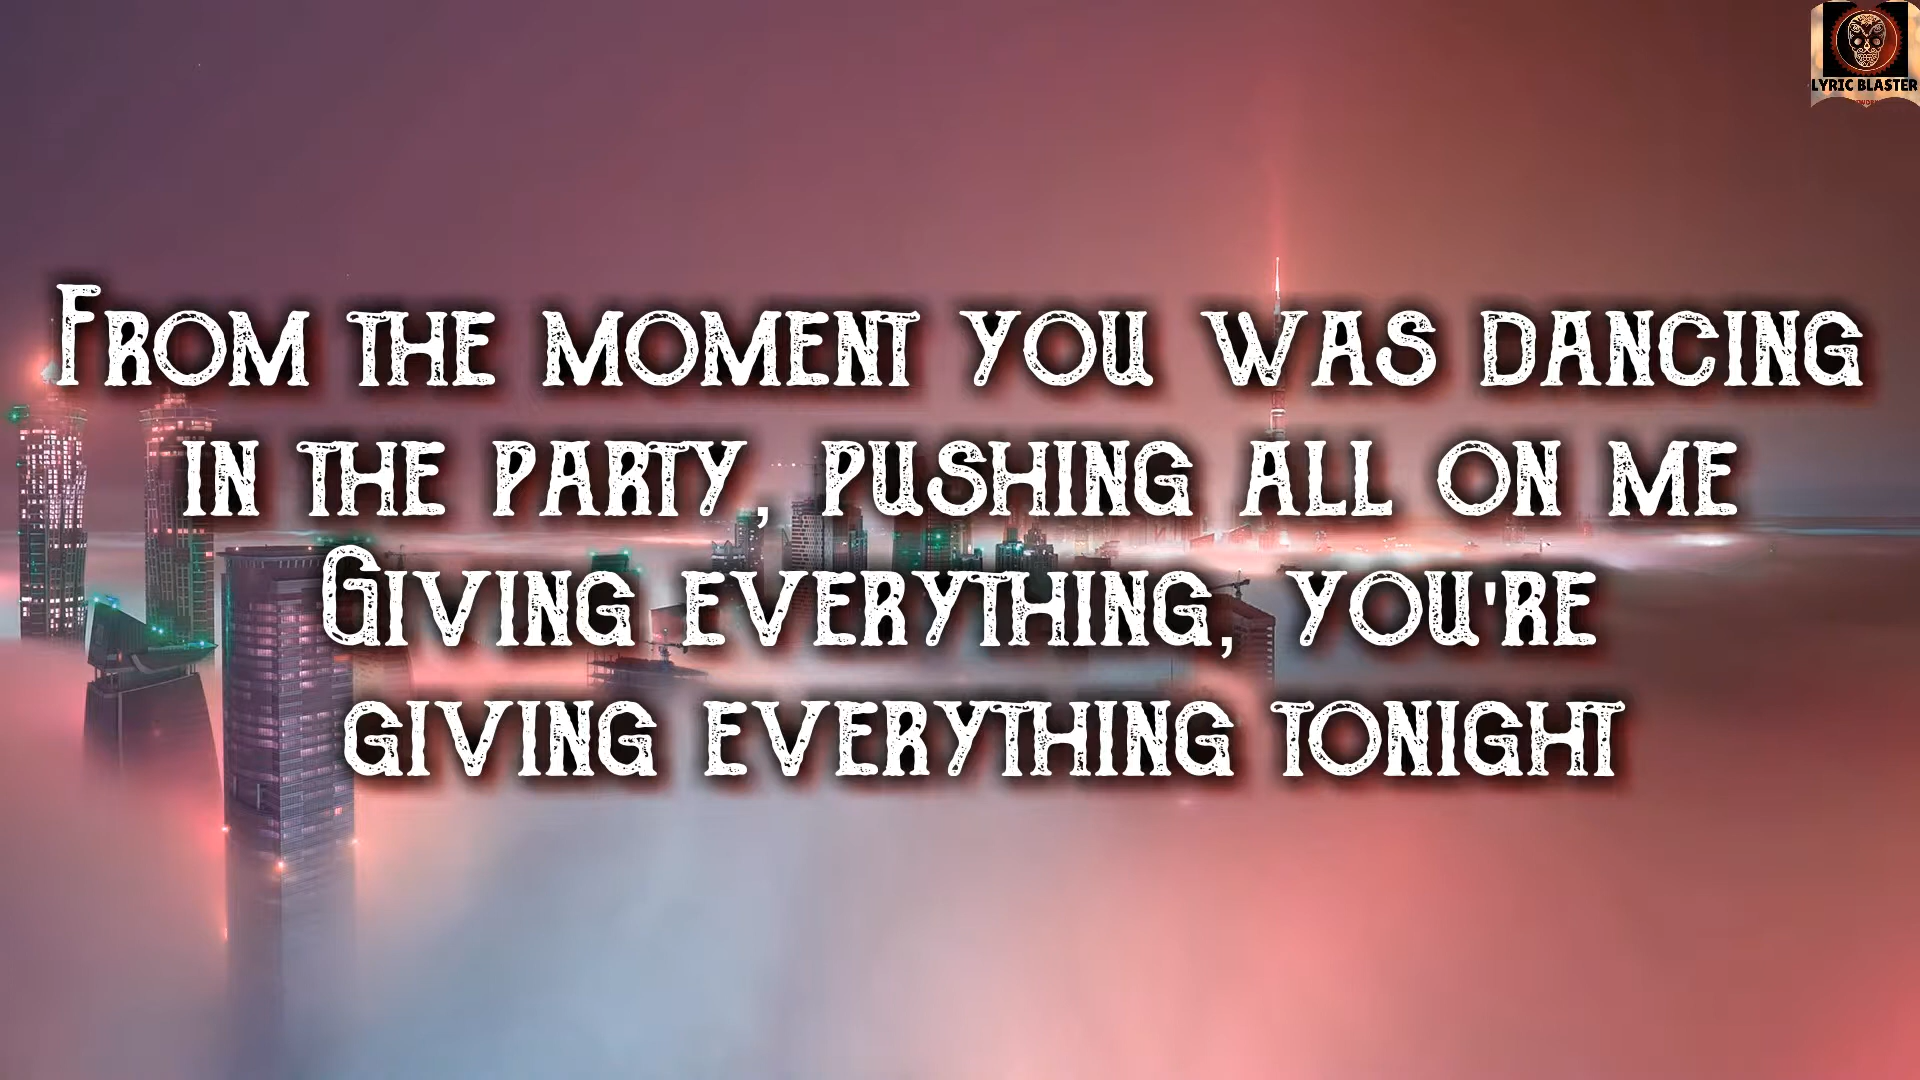 LYRIC BLASTER
From the moment you was dancing
in the party, pushing all on me
Giving everything, you're
giving everything tonight